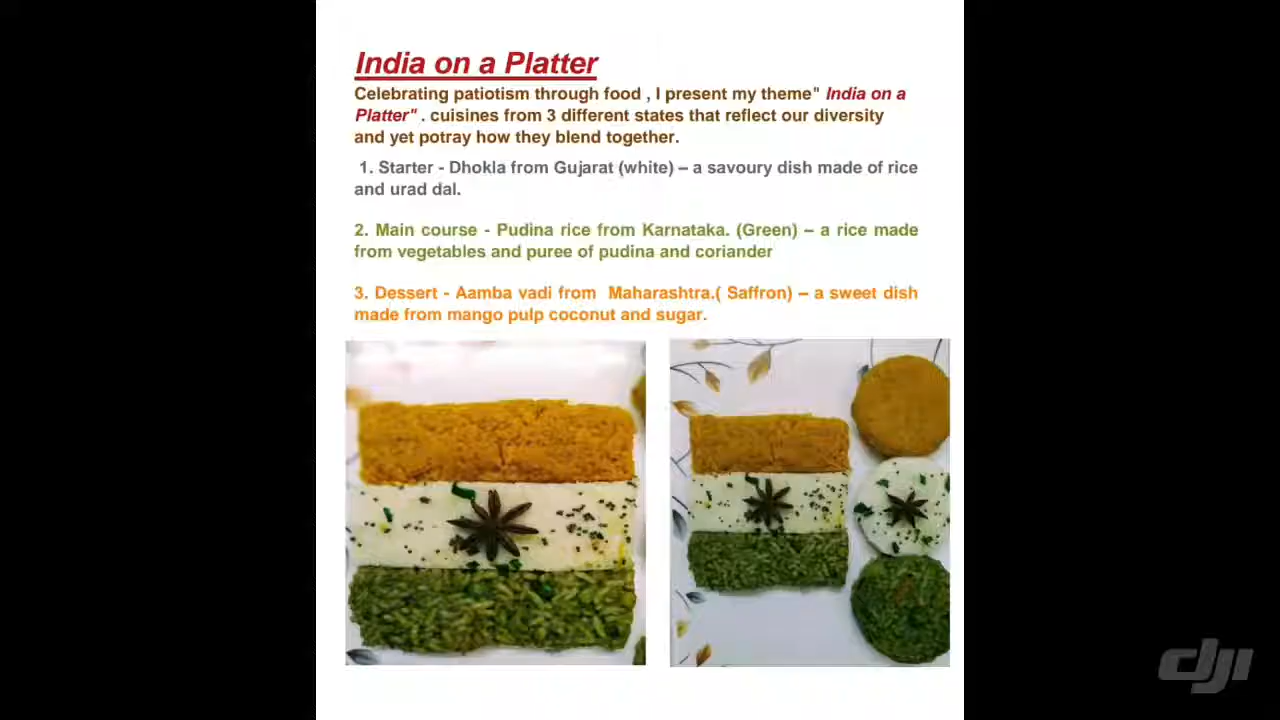 India on a Platter
Celebrating patiotism through food , I present my theme" India on a
Platter" . cuisines from 3 different states that reflect our diversity
and yet potray how they blend together.
1. Starter - Dhokla from Gujarat (white) – a savoury dish made of rice
and urad dal.
2. Main course - Pudina rice from Karnataka. (Green) – a rice made
from vegetables and puree of pudina and coriander
3. Dessert - Aamba vadi from Maharashtra.( Saffron) – a sweet dish
made from mango pulp coconut and sugar.
dji